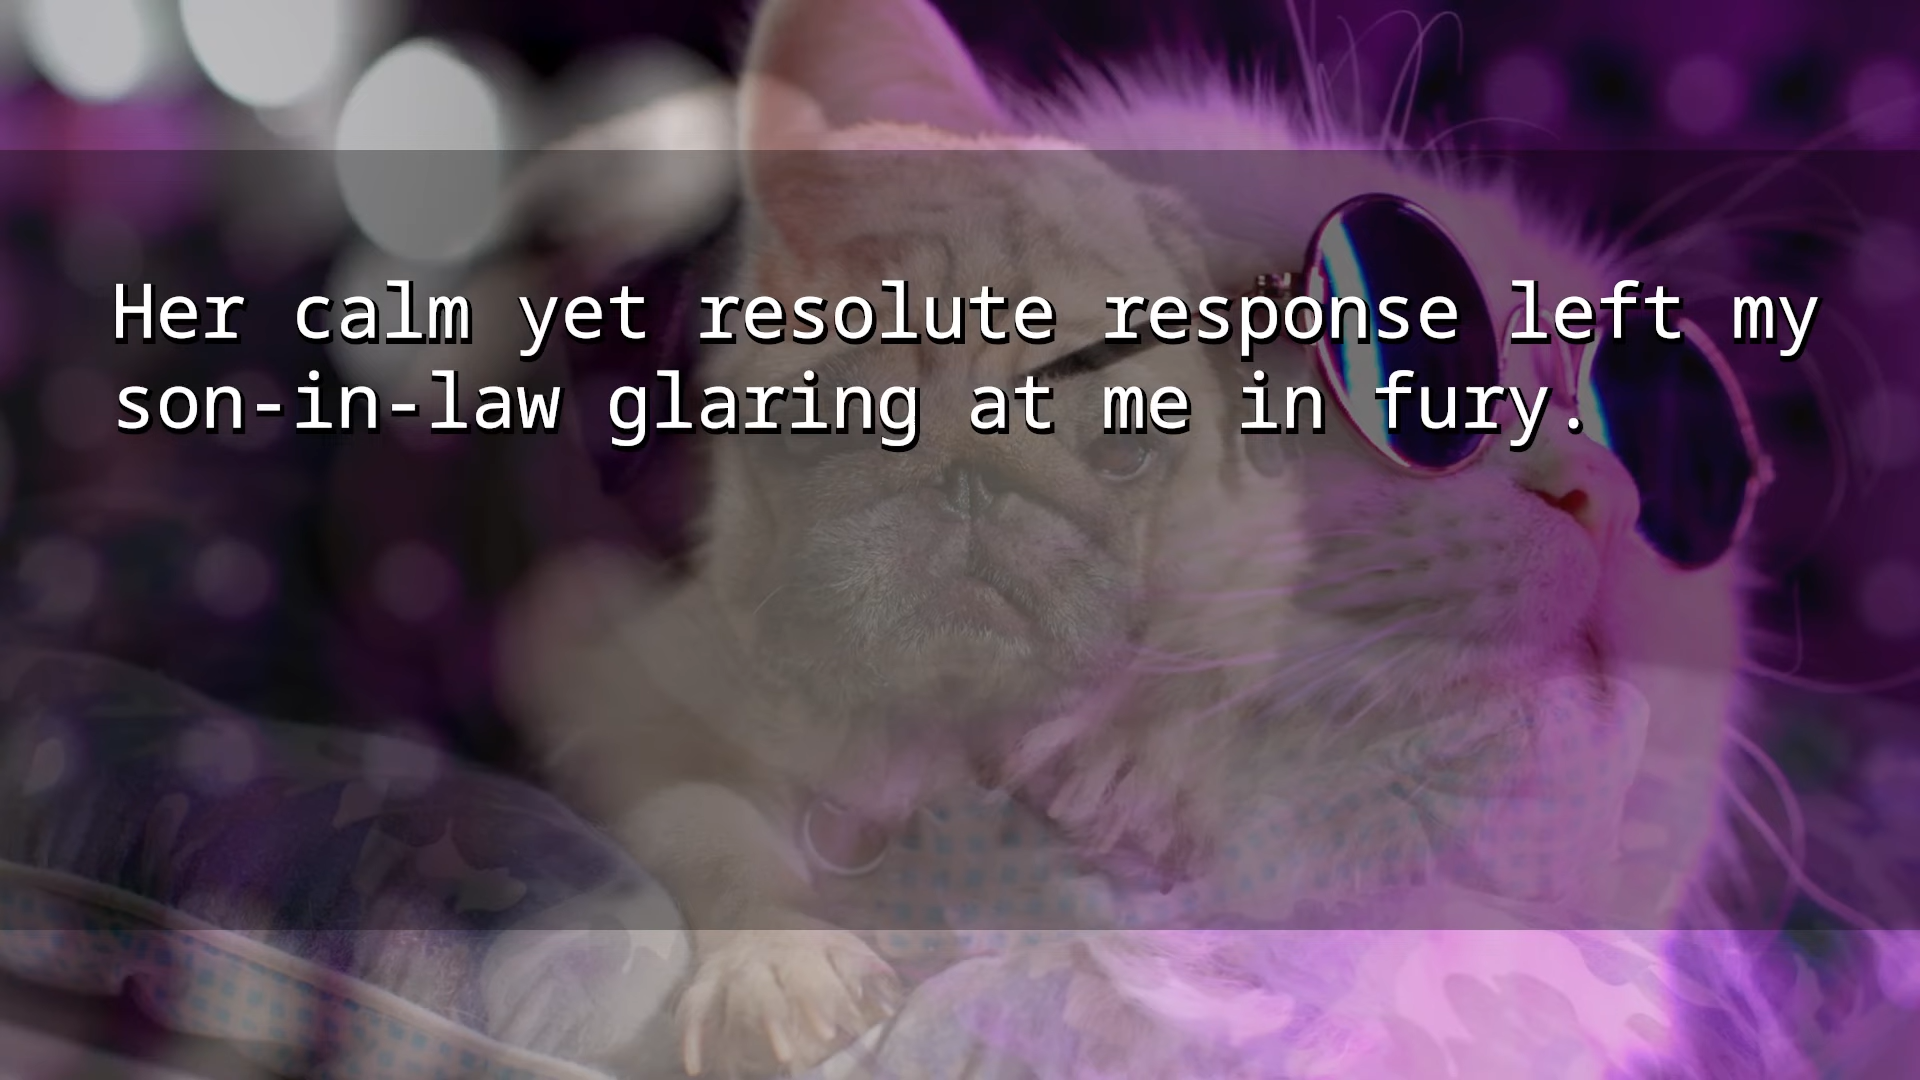 Her calm yet resolute response left my
son-in-law glaring at me in fury.